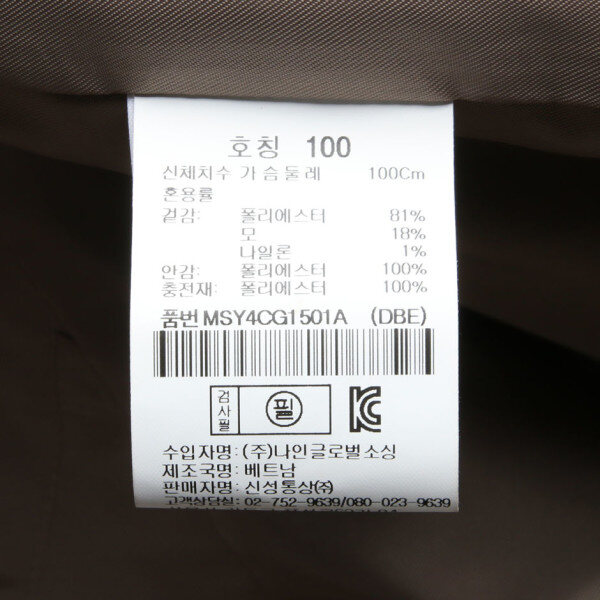 호칭 100
신체치수 가슴둘레 100Cm
혼용률
겉감: 폴리에스터 81%
모 18%
나일론 1%
안감: 폴리에스터 100%
충전재: 폴리에스터 100%
품번 MSY4CG1501A (DBE)
검사필 필 KC
수입자명: (주)나인글로벌소싱
제조국명: 베트남
판매자명: 신성통상㈜
고객상담실: 02-752-9639/080-023-9639